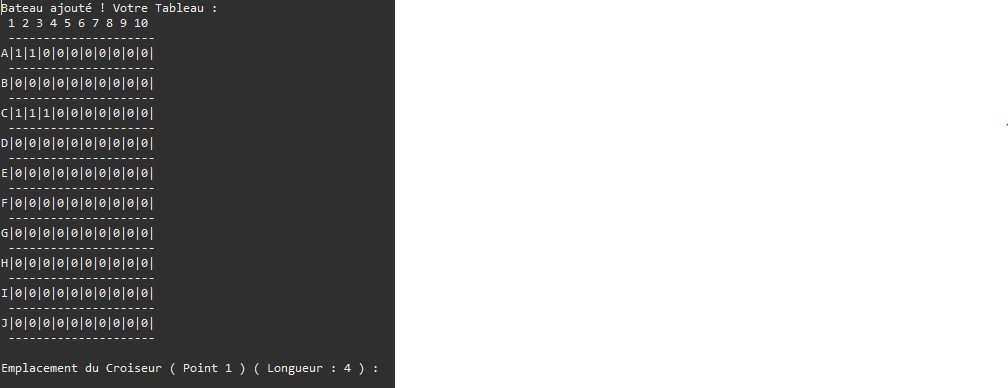 Bateau ajouté ! Votre Tableau :
 1 2 3 4 5 6 7 8 9 10
 ---------------------
A|1|1|0|0|0|0|0|0|0|0|
 ---------------------
B|0|0|0|0|0|0|0|0|0|0|
 ---------------------
C|1|1|1|0|0|0|0|0|0|0|
 ---------------------
D|0|0|0|0|0|0|0|0|0|0|
 ---------------------
E|0|0|0|0|0|0|0|0|0|0|
 ---------------------
F|0|0|0|0|0|0|0|0|0|0|
 ---------------------
G|0|0|0|0|0|0|0|0|0|0|
 ---------------------
H|0|0|0|0|0|0|0|0|0|0|
 ---------------------
I|0|0|0|0|0|0|0|0|0|0|
 ---------------------
J|0|0|0|0|0|0|0|0|0|0|
 ---------------------
Emplacement du Croiseur ( Point 1 ) ( Longueur : 4 ) :